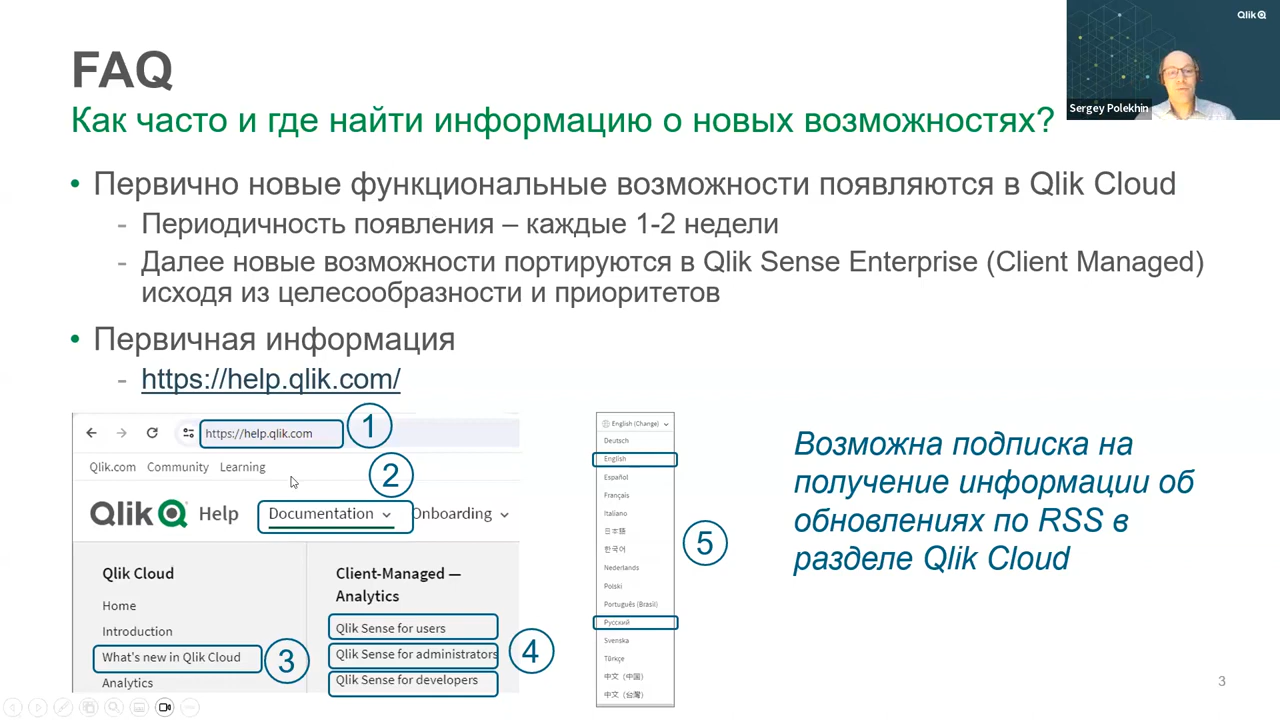 Qlik
Sergey Polekhin
FAQ
Как часто и где найти информацию о новых возможностях?
• Первично новые функциональные возможности появляются в Qlik Cloud
- Периодичность появления – каждые 1-2 недели
- Далее новые возможности портируются в Qlik Sense Enterprise (Client Managed)
исходя из целесообразности и приоритетов
• Первичная информация
- https://help.qlik.com/
https://help.qlik.com
1
Qlik.com Community Learning
2
Qlik Help Documentation Onboarding
Qlik Cloud
Home
Introduction
What's new in Qlik Cloud
3
Analytics
Client-Managed —
Analytics
Qlik Sense for users
Qlik Sense for administrators
Qlik Sense for developers
4
English (Change)
Deutsch
English
Español
Français
Italiano
日本語
한국어
Nederlands
Polski
Português (Brasil)
Русский
Svenska
Türkçe
中文（中国）
中文（台灣）
5
Возможна подписка на
получение информации об
обновлениях по RSS в
разделе Qlik Cloud
3